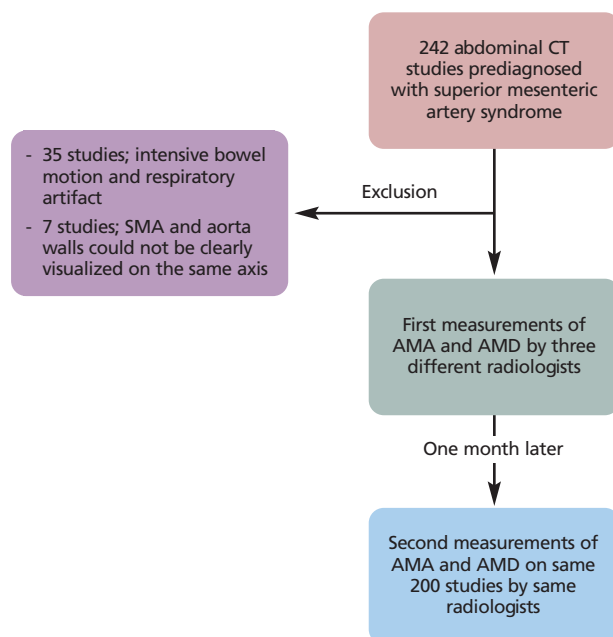 242 abdominal CT
studies prediagnosed
with superior mesenteric
artery syndrome
- 35 studies; intensive bowel
motion and respiratory
artifact
- 7 studies; SMA and aorta
walls could not be clearly
visualized on the same axis
Exclusion
First measurements of
AMA and AMD by three
different radiologists
One month later
Second measurements of
AMA and AMD on same
200 studies by same
radiologists